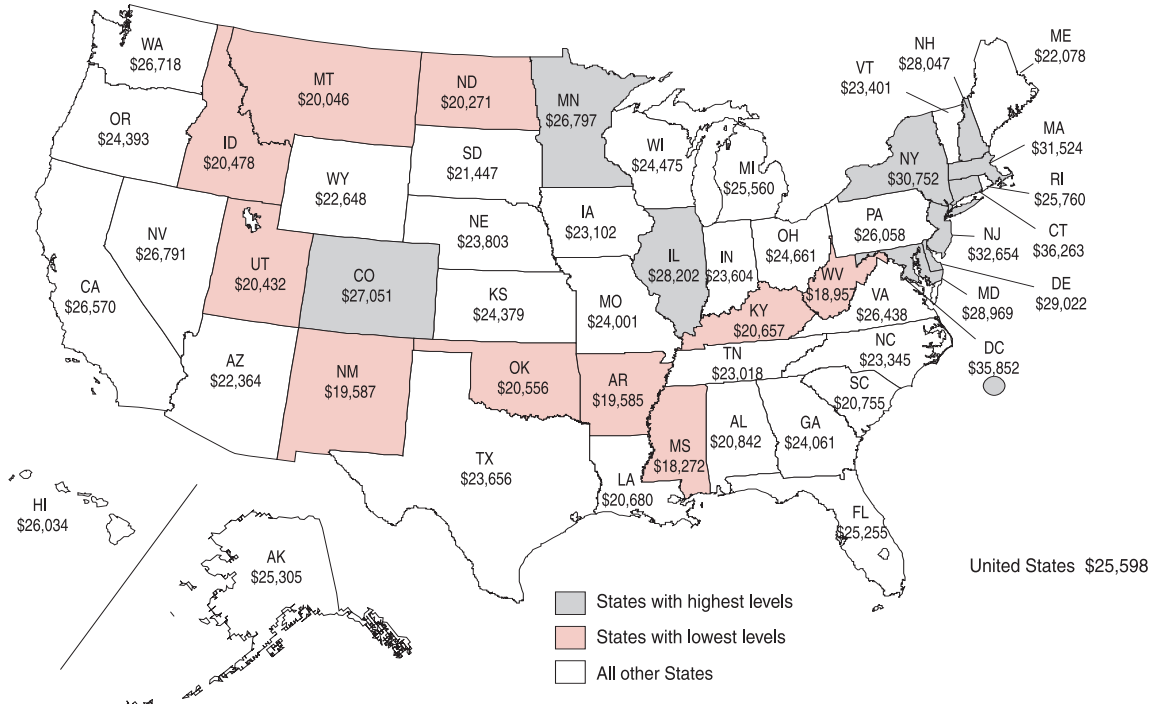 WA
$26,718
OR
$24,393
CA
$26,570
NV
$26,791
ID
$20,478
MT
$20,046
WY
$22,648
UT
$20,432
CO
$27,051
AZ
$22,364
NM
$19,587
ND
$20,271
SD
$21,447
NE
$23,803
KS
$24,379
OK
$20,556
TX
$23,656
MN
$26,797
IA
$23,102
MO
$24,001
AR
$19,585
LA
$20,680
WI
$24,475
IL
$28,202
MI
$25,560
IN
$23,604
OH
$24,661
KY
$20,657
TN
$23,018
MS
$18,272
AL
$20,842
GA
$24,061
FL
$25,255
SC
$20,755
NC
$23,345
VA
$26,438
WV
$18,957
PA
$26,058
NY
$30,752
VT
$23,401
NH
$28,047
ME
$22,078
MA
$31,524
RI
$25,760
CT
$36,263
NJ
$32,654
DE
$29,022
MD
$28,969
DC
$35,852
HI
$26,034
AK
$25,305
United States $25,598
States with highest levels
States with lowest levels
All other States